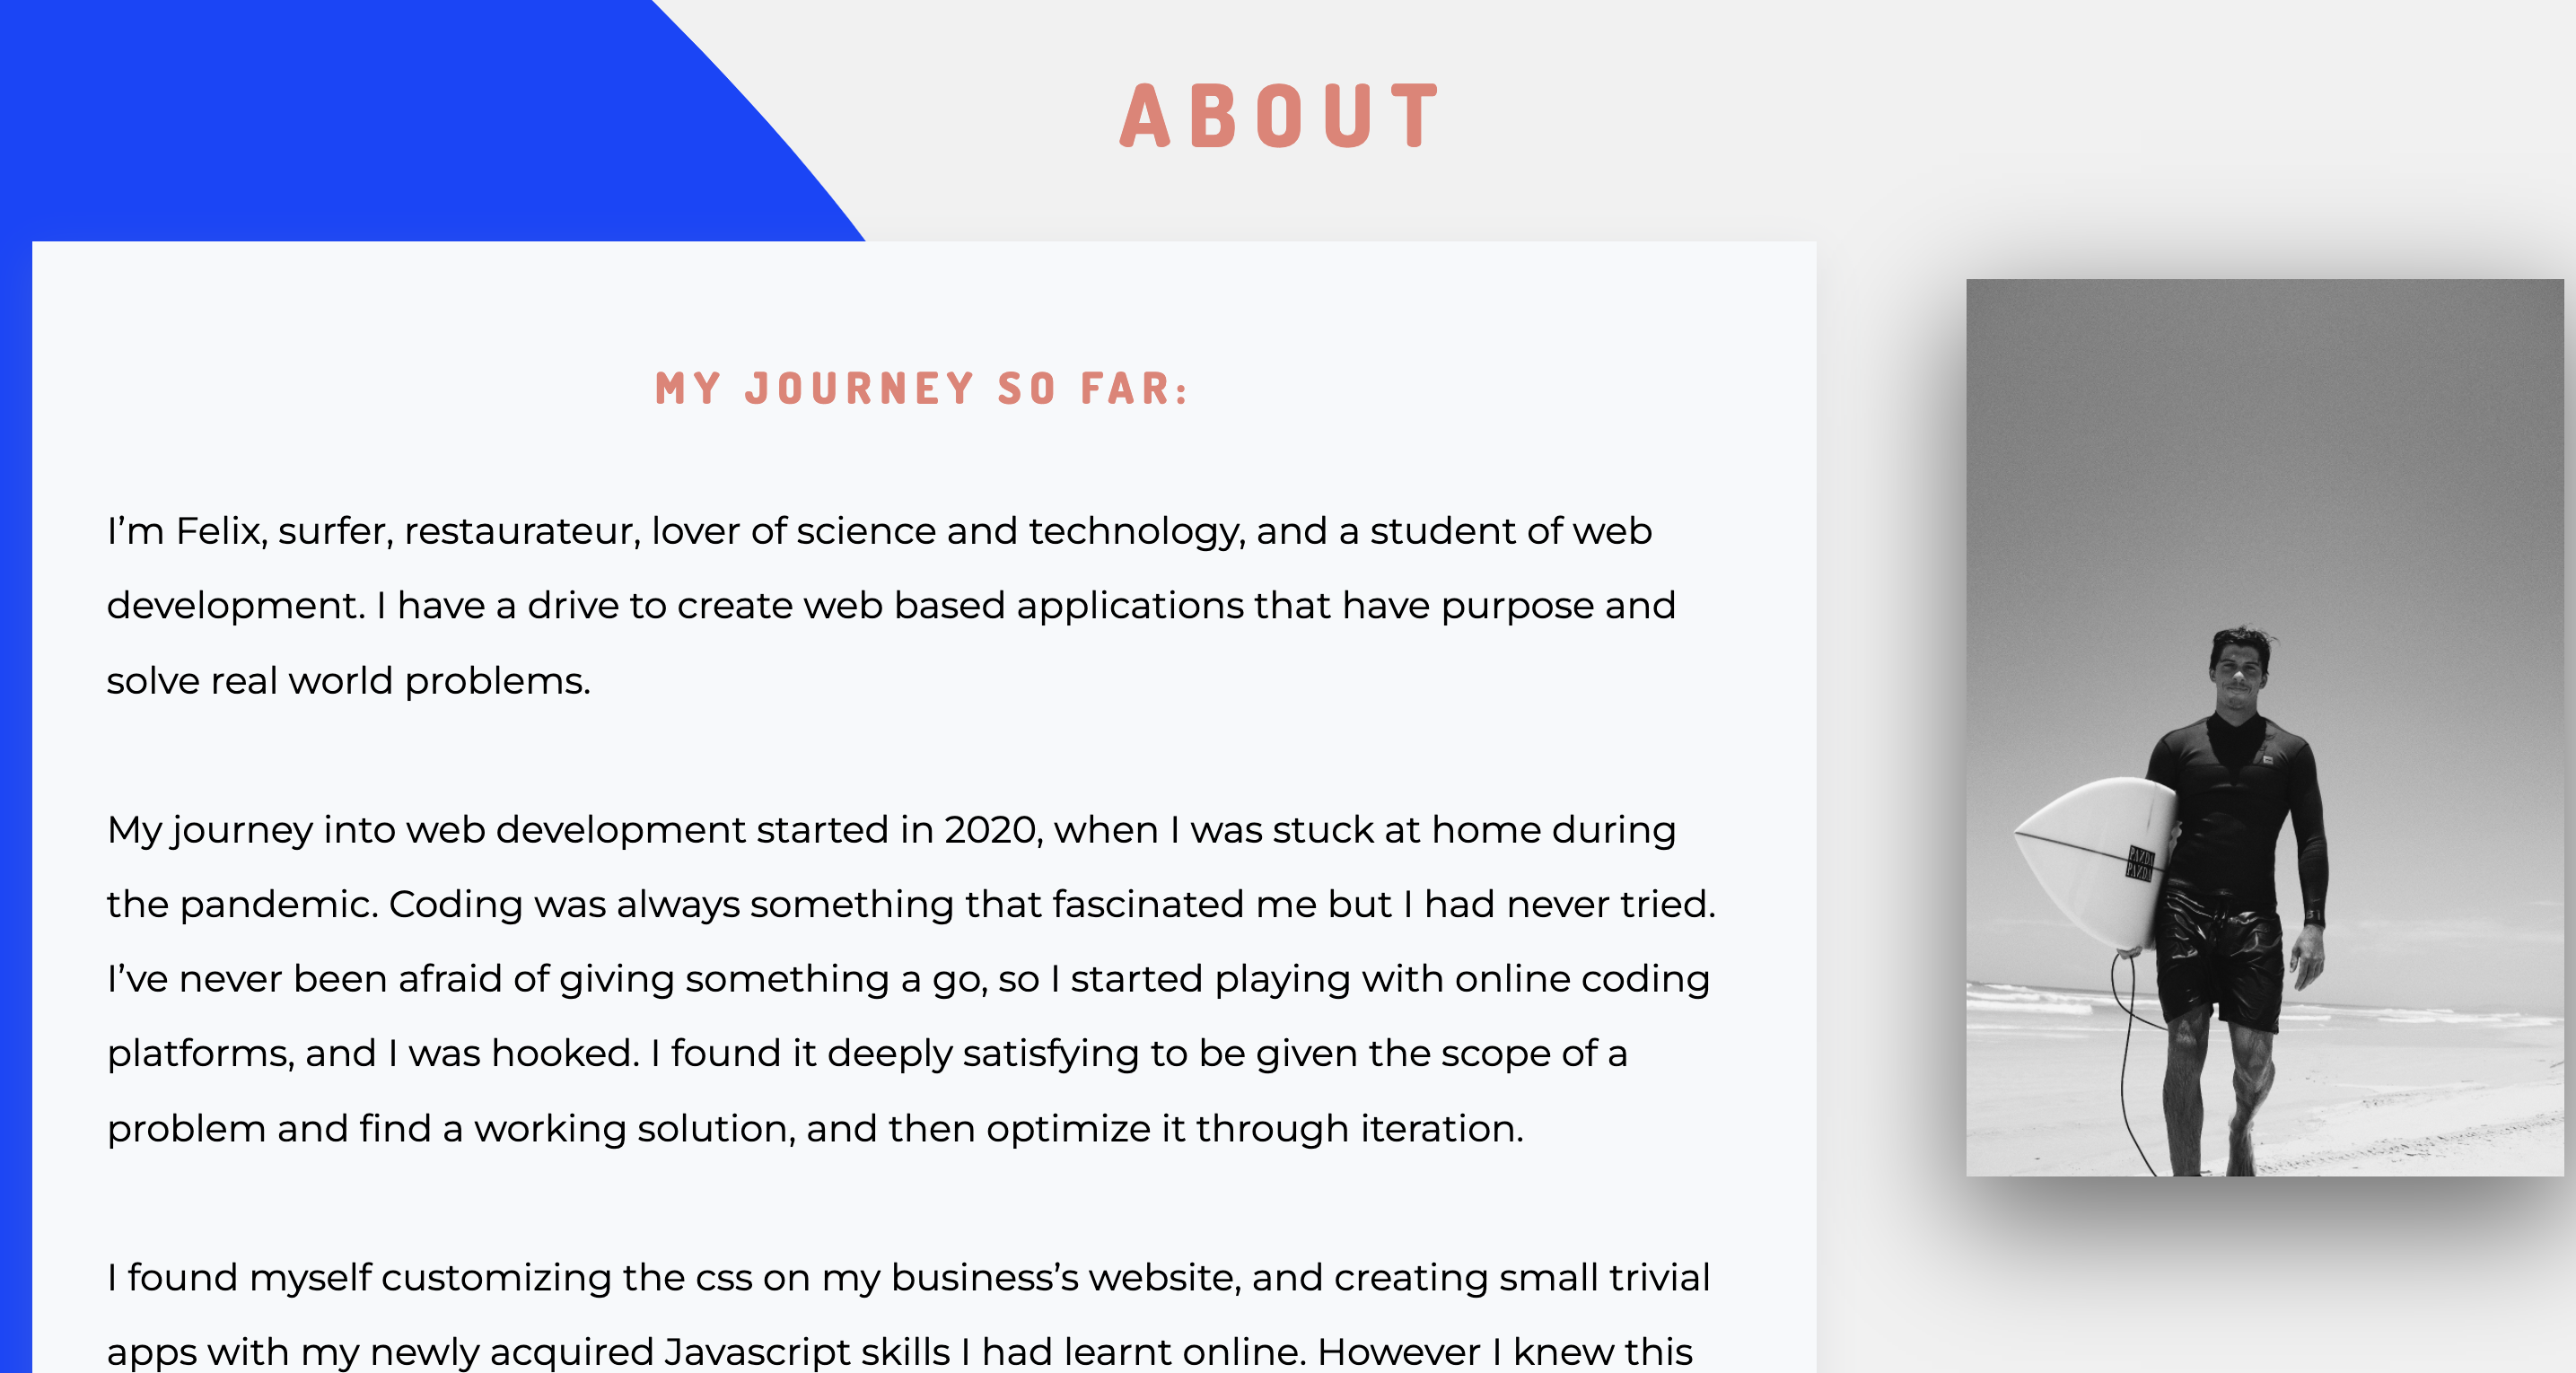 ABOUT
MY JOURNEY SO FAR:
I’m Felix, surfer, restaurateur, lover of science and technology, and a student of web
development. I have a drive to create web based applications that have purpose and
solve real world problems.
My journey into web development started in 2020, when I was stuck at home during
the pandemic. Coding was always something that fascinated me but I had never tried.
I’ve never been afraid of giving something a go, so I started playing with online coding
platforms, and I was hooked. I found it deeply satisfying to be given the scope of a
problem and find a working solution, and then optimize it through iteration.
I found myself customizing the css on my business’s website, and creating small trivial
apps with my newly acquired Javascript skills I had learnt online. However I knew this
PANDA
PANDA